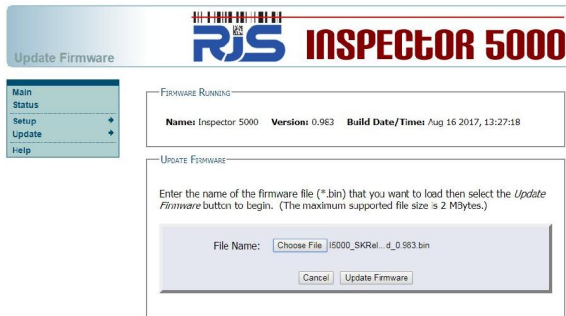 RJS INSPECTOR 5000
Update Firmware
Main
Status
Setup
Update
Help
FIRMWARE RUNNING
Name: Inspector 5000 Version: 0.983 Build Date/Time: Aug 16 2017, 13:27:18
UPDATE FIRMWARE
Enter the name of the firmware file (*.bin) that you want to load then select the Update
Firmware button to begin. (The maximum supported file size is 2 MBytes.)
File Name: Choose File I5000_SKRel...d_0.983.bin
Cancel Update Firmware